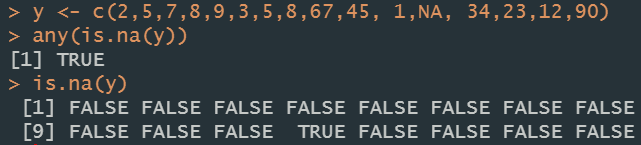 > y <- c(2,5,7,8,9,3,5,8,67,45, 1,NA, 34,23,12,90)
> any(is.na(y))
[1] TRUE
> is.na(y)
[1] FALSE FALSE FALSE FALSE FALSE FALSE FALSE FALSE
[9] FALSE FALSE FALSE TRUE FALSE FALSE FALSE FALSE